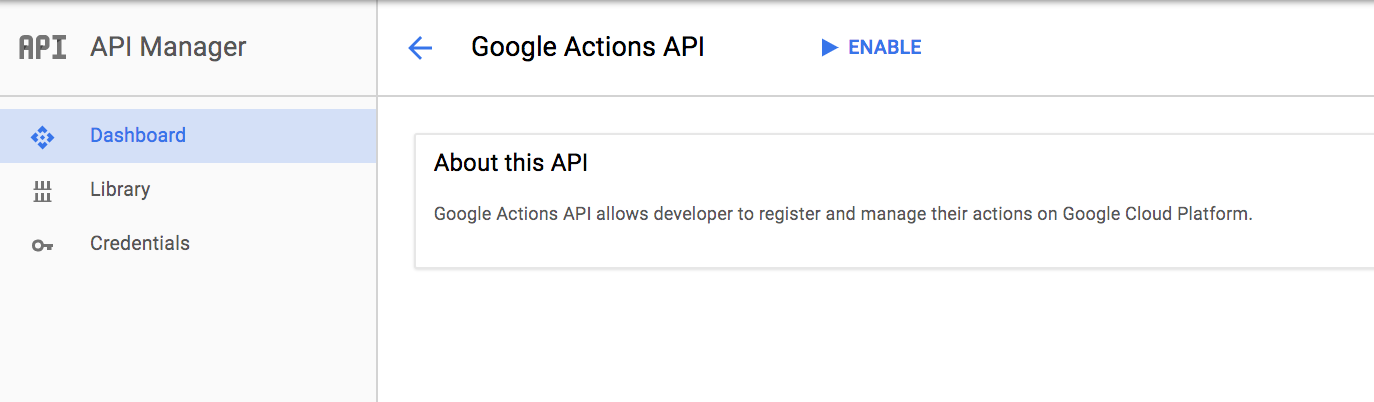 API API Manager
Google Actions API
ENABLE
Dashboard
Library
Credentials
About this API
Google Actions API allows developer to register and manage their actions on Google Cloud Platform.